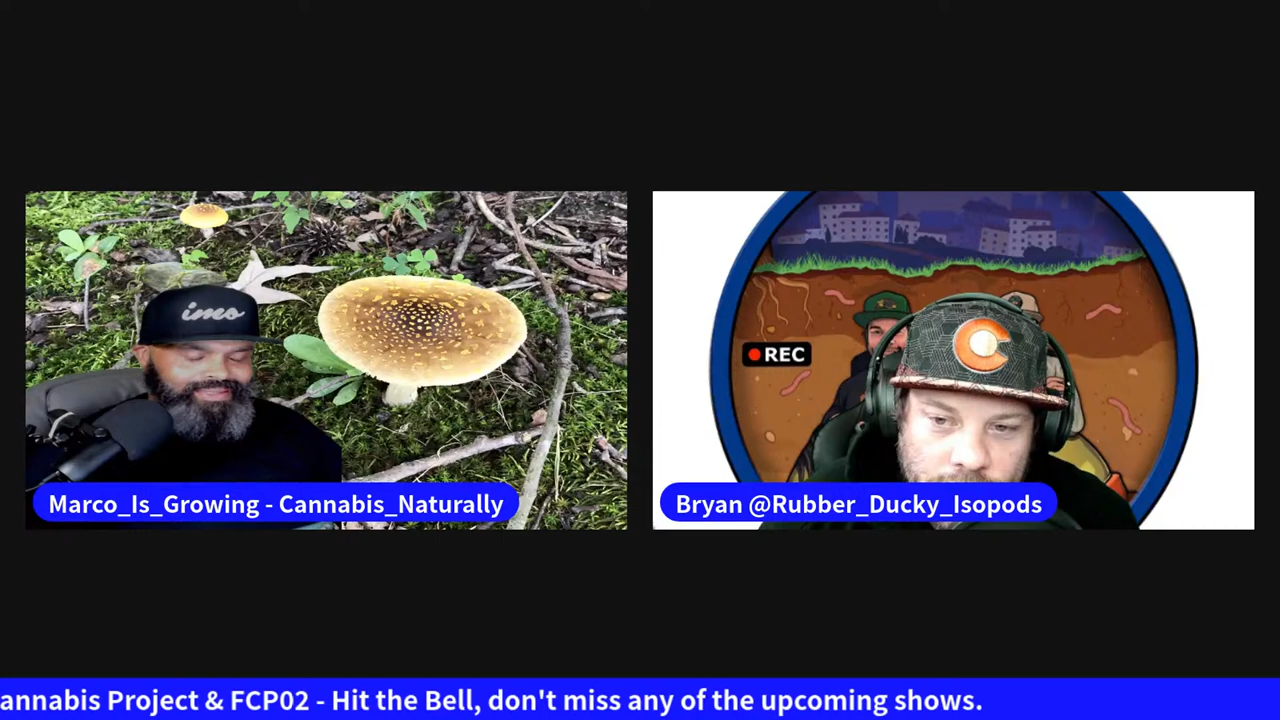 imo
REC
Marco_Is_Growing - Cannabis_Naturally
Bryan @Rubber_Ducky_Isopods
annabis Project & FCP02 - Hit the Bell, don't miss any of the upcoming shows.